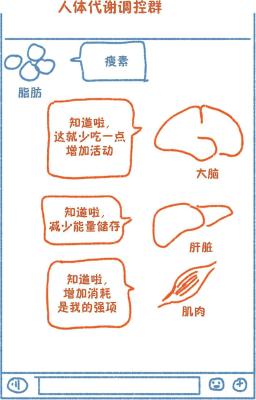 人体代谢调控群
瘦素
脂肪
知道啦，
这就少吃一点
增加活动
大脑
知道啦，
减少能量储存
肝脏
知道啦，
增加消耗
是我的强项
肌肉